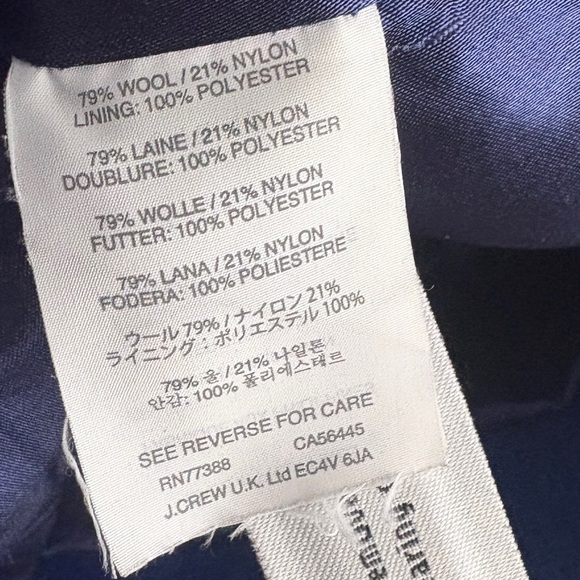 79% WOOL / 21% NYLON
LINING: 100% POLYESTER
79% LAINE / 21% NYLON
DOUBLURE: 100% POLYESTER
79% WOLLE / 21% NYLON
FUTTER: 100% POLYESTER
79% LANA / 21% NYLON
FODERA: 100% POLIESTERE
ウール 79% / ナイロン 21%
ライニング : ポリエステル 100%
79% 울 / 21% 나일론
안감: 100% 폴리에스테르
SEE REVERSE FOR CARE
RN77388 CA56445
J.CREW U.K. Ltd EC4V 6JA